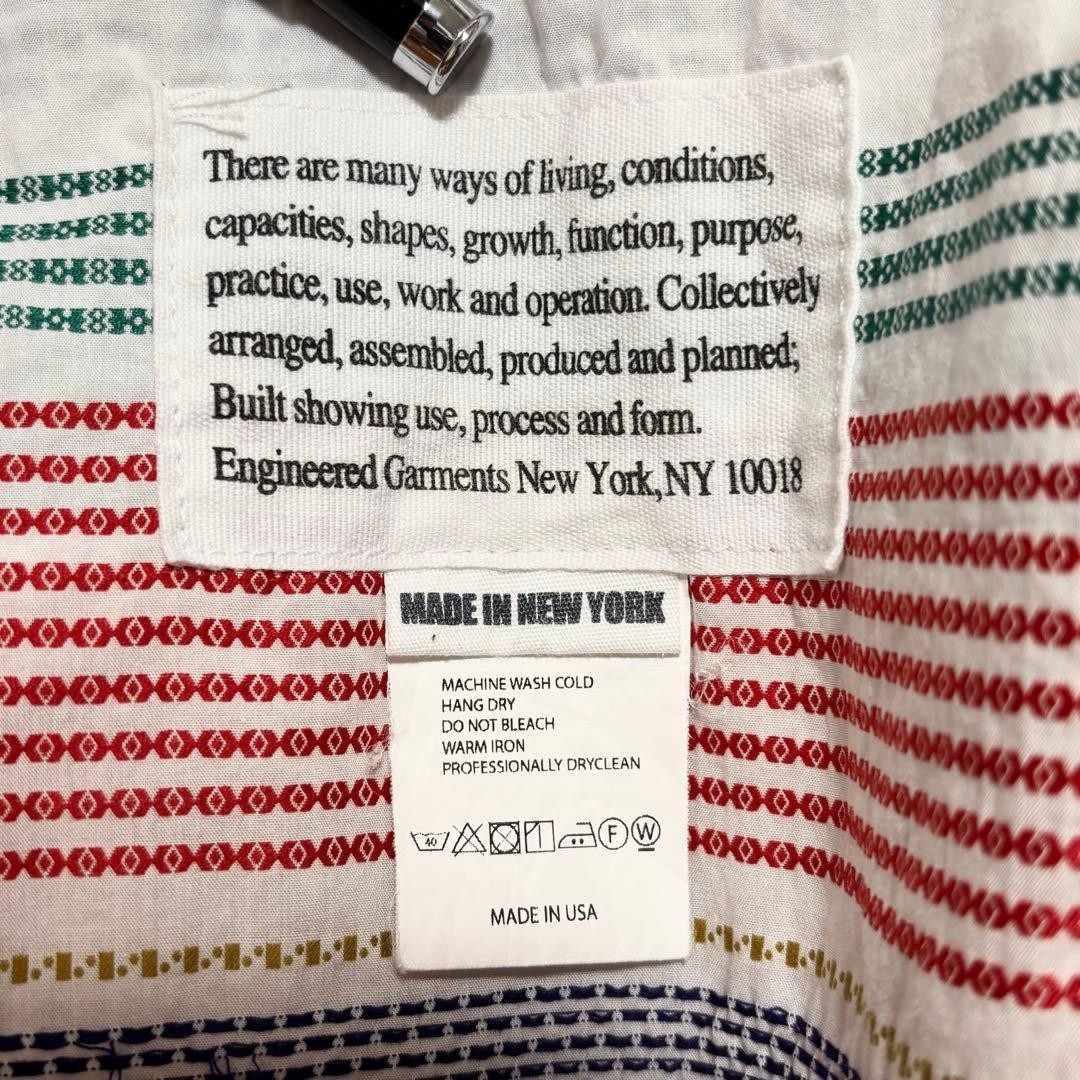 There are many ways of living, conditions,
capacities, shapes, growth, function, purpose,
practice, use, work and operation. Collectively
arranged, assembled, produced and planned;
Built showing use, process and form.
Engineered Garments New York, NY 10018
MADE IN NEW YORK
MACHINE WASH COLD
HANG DRY
DO NOT BLEACH
WARM IRON
PROFESSIONALLY DRYCLEAN
40 F W
MADE IN USA